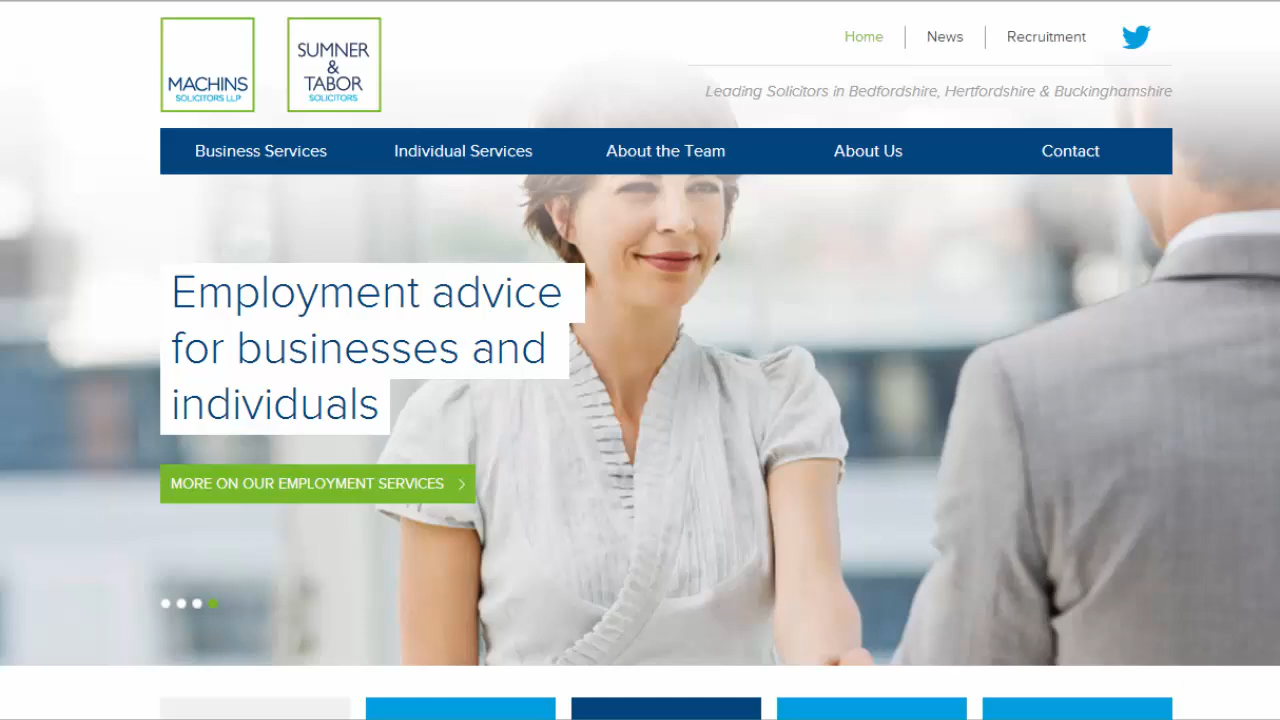 MACHINS
SOLICITORS LLP
SUMNER
&
TABOR
SOLICITORS
Home
News
Recruitment
Leading Solicitors in Bedfordshire, Hertfordshire & Buckinghamshire
Business Services
Individual Services
About the Team
About Us
Contact
Employment advice
for businesses and
individuals
MORE ON OUR EMPLOYMENT SERVICES